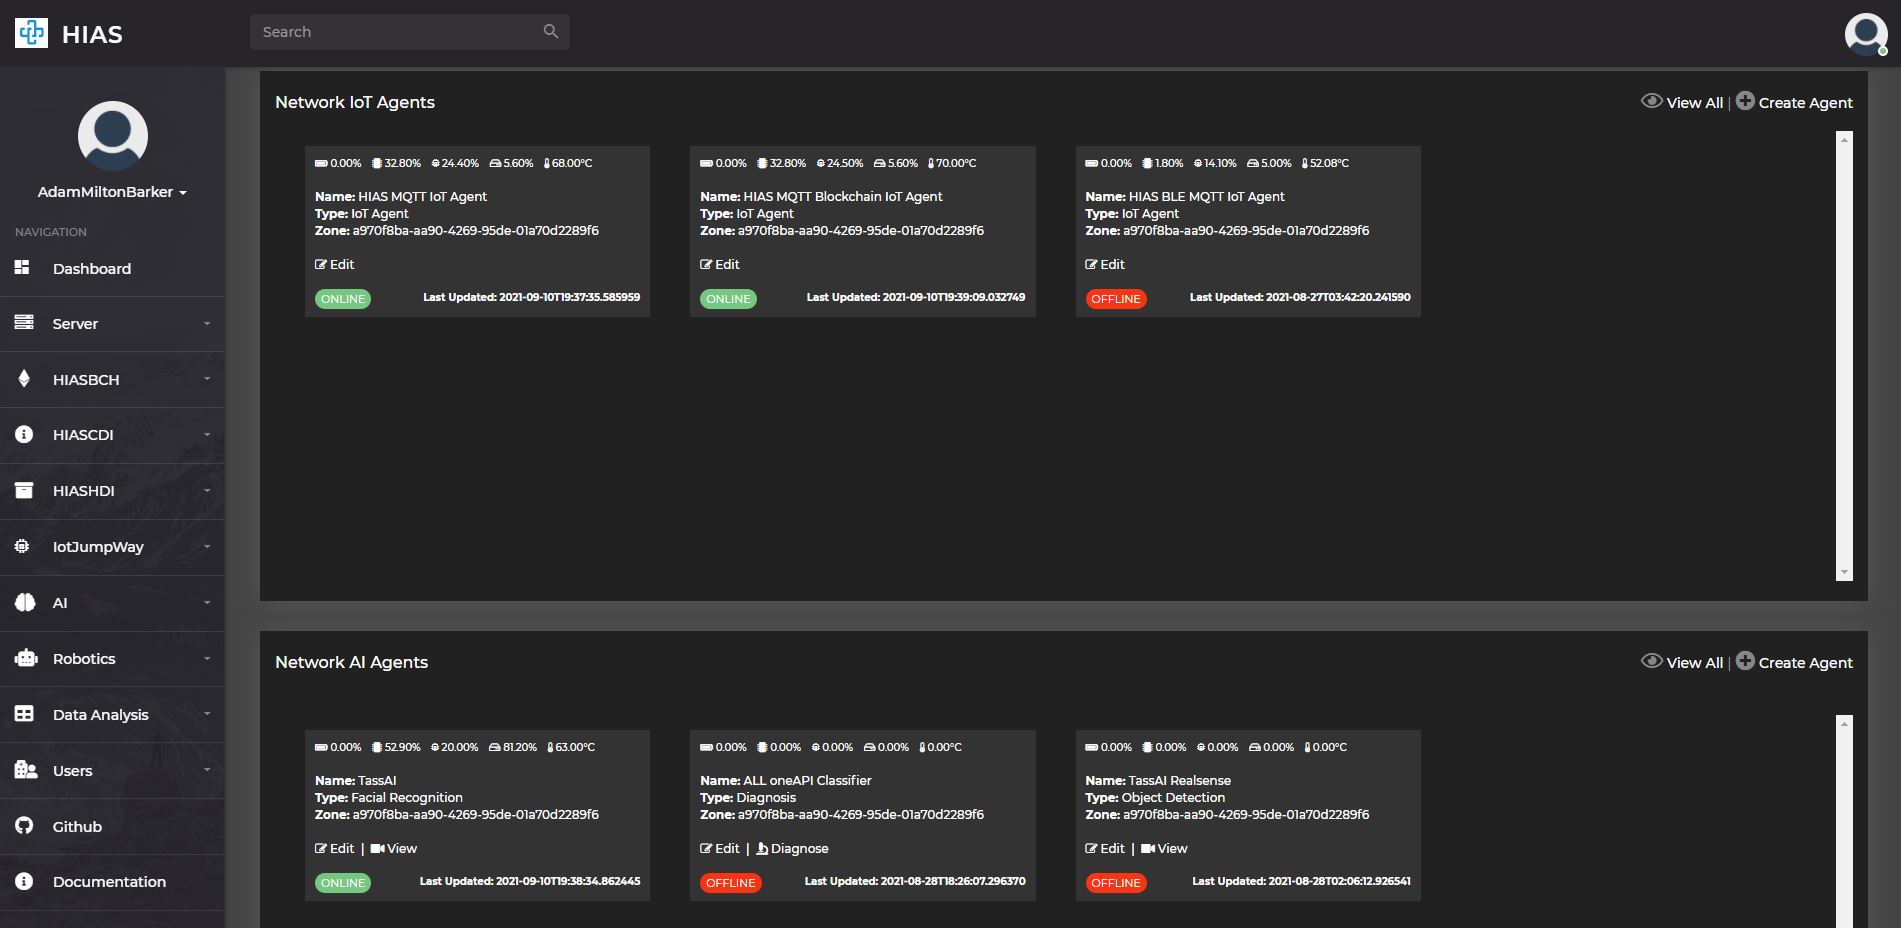 HIAS
Search
AdamMiltonBarker
NAVIGATION
Dashboard
Server
HIASBCH
HIASCDI
HIASHDI
IotJumpWay
AI
Robotics
Data Analysis
Users
Github
Documentation
Network IoT Agents
View All | Create Agent
0.00% 32.80% 24.40% 5.60% 68.00°C
Name: HIAS MQTT IoT Agent
Type: IoT Agent
Zone: a970f8ba-aa90-4269-95de-01a70d2289f6
Edit
ONLINE Last Updated: 2021-09-10T19:37:35.585959
0.00% 32.80% 24.50% 5.60% 70.00°C
Name: HIAS MQTT Blockchain IoT Agent
Type: IoT Agent
Zone: a970f8ba-aa90-4269-95de-01a70d2289f6
Edit
ONLINE Last Updated: 2021-09-10T19:39:09.032749
0.00% 1.80% 14.10% 5.00% 52.08°C
Name: HIAS BLE MQTT IoT Agent
Type: IoT Agent
Zone: a970f8ba-aa90-4269-95de-01a70d2289f6
Edit
OFFLINE Last Updated: 2021-08-27T03:42:20.241590
Network AI Agents
View All | Create Agent
0.00% 52.90% 20.00% 81.20% 63.00°C
Name: TassAI
Type: Facial Recognition
Zone: a970f8ba-aa90-4269-95de-01a70d2289f6
Edit | View
ONLINE Last Updated: 2021-09-10T19:38:34.862445
0.00% 0.00% 0.00% 0.00% 0.00°C
Name: ALL oneAPI Classifier
Type: Diagnosis
Zone: a970f8ba-aa90-4269-95de-01a70d2289f6
Edit | Diagnose
OFFLINE Last Updated: 2021-08-28T18:26:07.296370
0.00% 0.00% 0.00% 0.00% 0.00°C
Name: TassAI Realsense
Type: Object Detection
Zone: a970f8ba-aa90-4269-95de-01a70d2289f6
Edit | View
OFFLINE Last Updated: 2021-08-28T02:06:12.926541